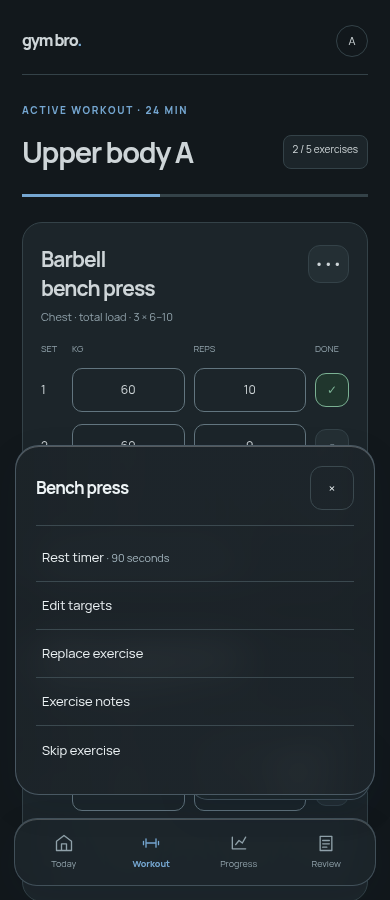 gym bro.
A
ACTIVE WORKOUT · 24 MIN
Upper body A
2 / 5 exercises
Barbell
bench press
Chest · total load · 3 × 6–10
SET KG REPS DONE
1 60 10 ✓
Bench press
×
Rest timer · 90 seconds
Edit targets
Replace exercise
Exercise notes
Skip exercise
Today Workout Progress Review